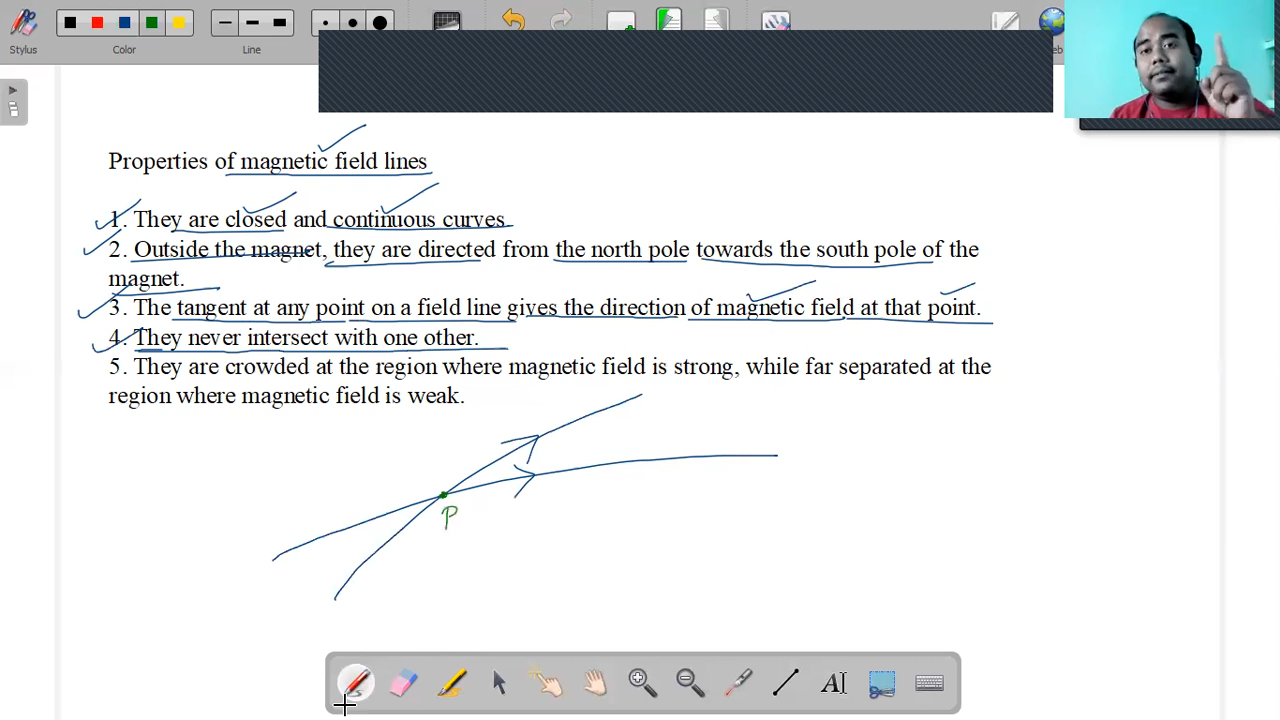 Stylus
Color
Line
eb
Properties of magnetic field lines
1. They are closed and continuous curves
2. Outside the magnet, they are directed from the north pole towards the south pole of the
magnet.
3. The tangent at any point on a field line gives the direction of magnetic field at that point.
4. They never intersect with one other.
5. They are crowded at the region where magnetic field is strong, while far separated at the
region where magnetic field is weak.
P
A